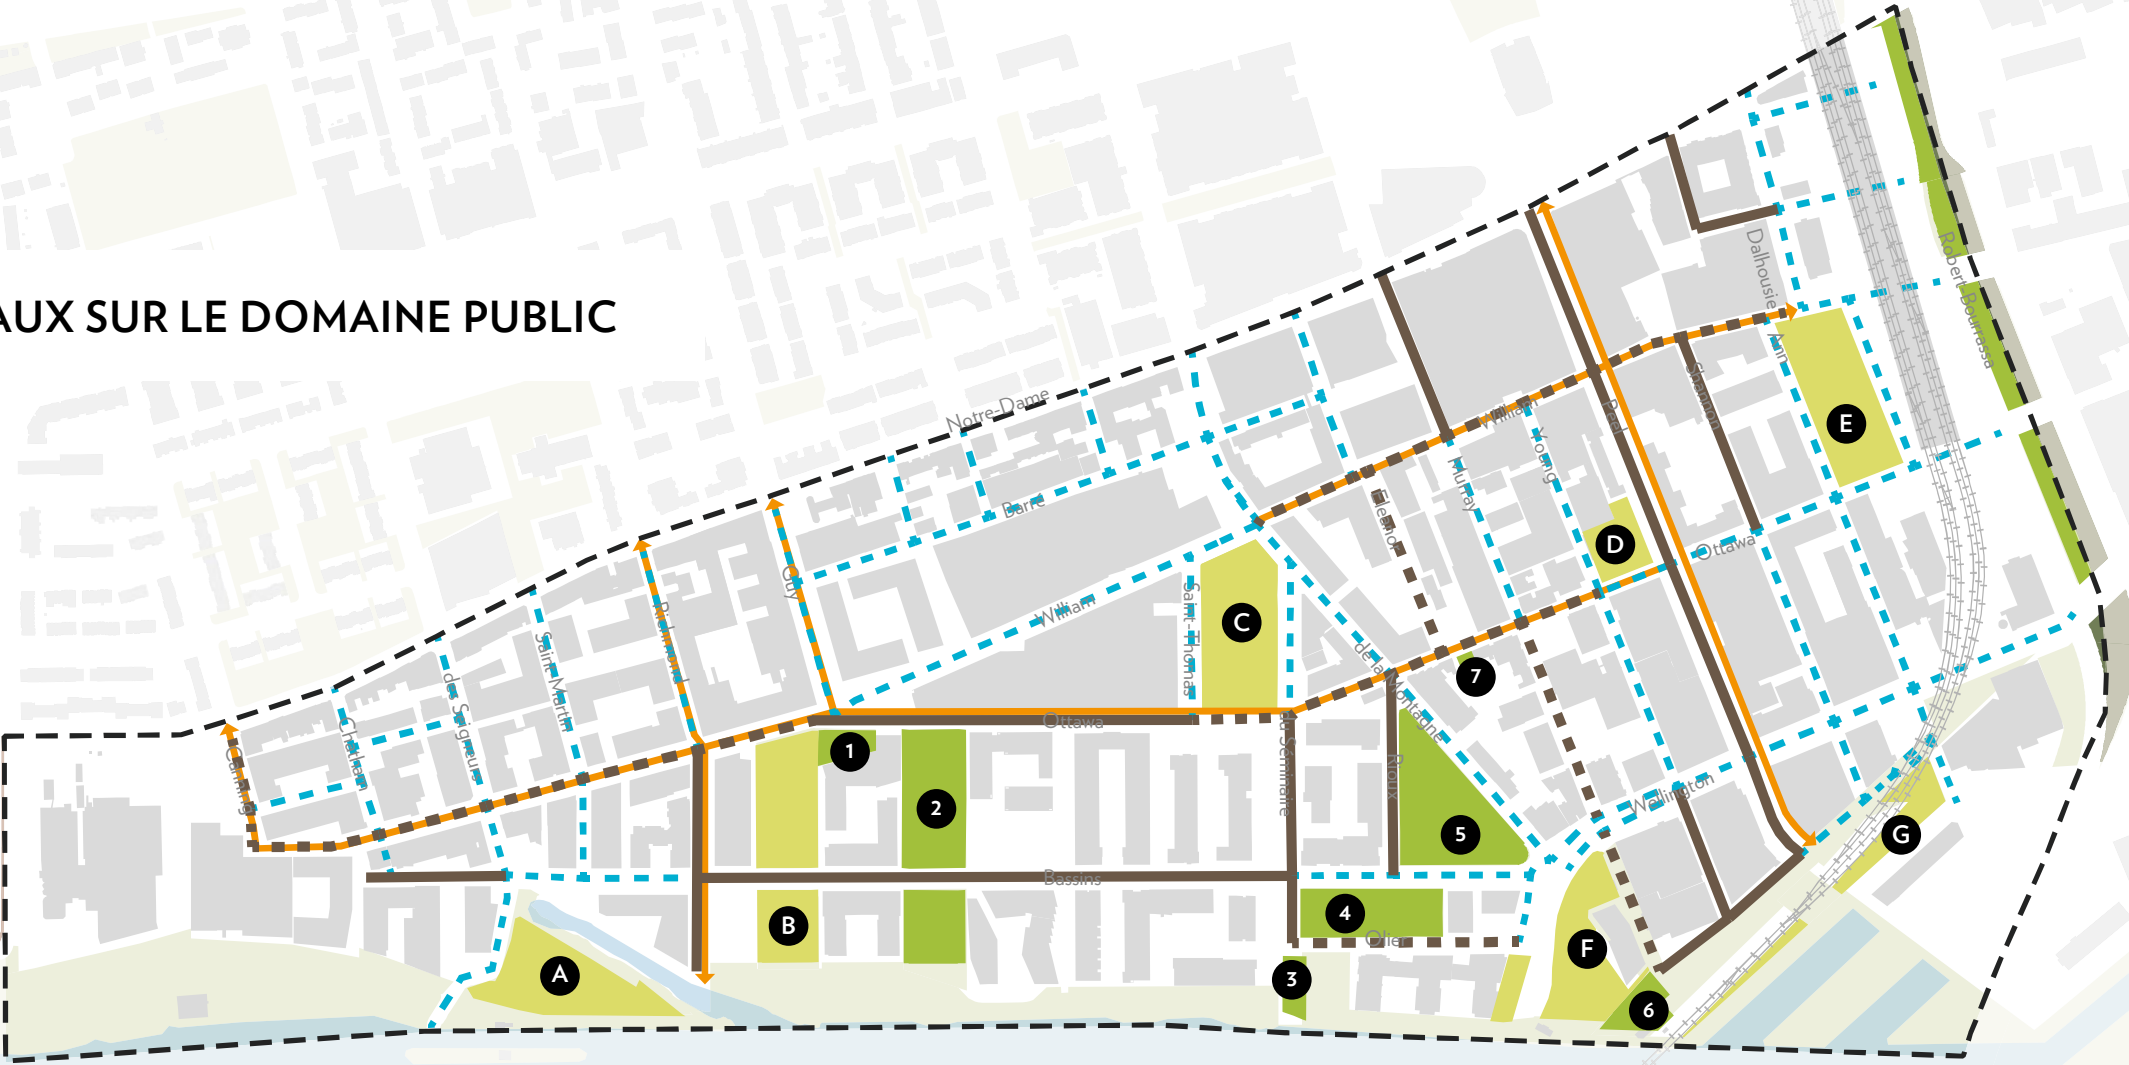 AUX SUR LE DOMAINE PUBLIC
Notre-Dame
Robert-Bourassa
Dalhousie
Ann
Shannon
Peel
E
William
Young
Murray
Eleanor
D
Ottawa
Barré
Guy
William
Saint-Thomas
C
Richmond
Saint-Martin
des Seigneurs
Chatham
Canning
de la Montagne
7
Ottawa
du Séminaire
Rioux
1
2
5
Wellington
G
Bassins
B
4
Olier
F
A
3
6